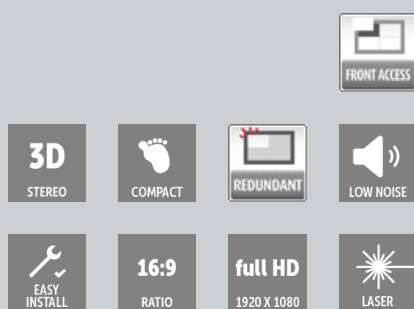 FRONT ACCESS
3D
STEREO
COMPACT
REDUNDANT
LOW NOISE
EASY
INSTALL
16:9
RATIO
full HD
1920 X 1080
LASER